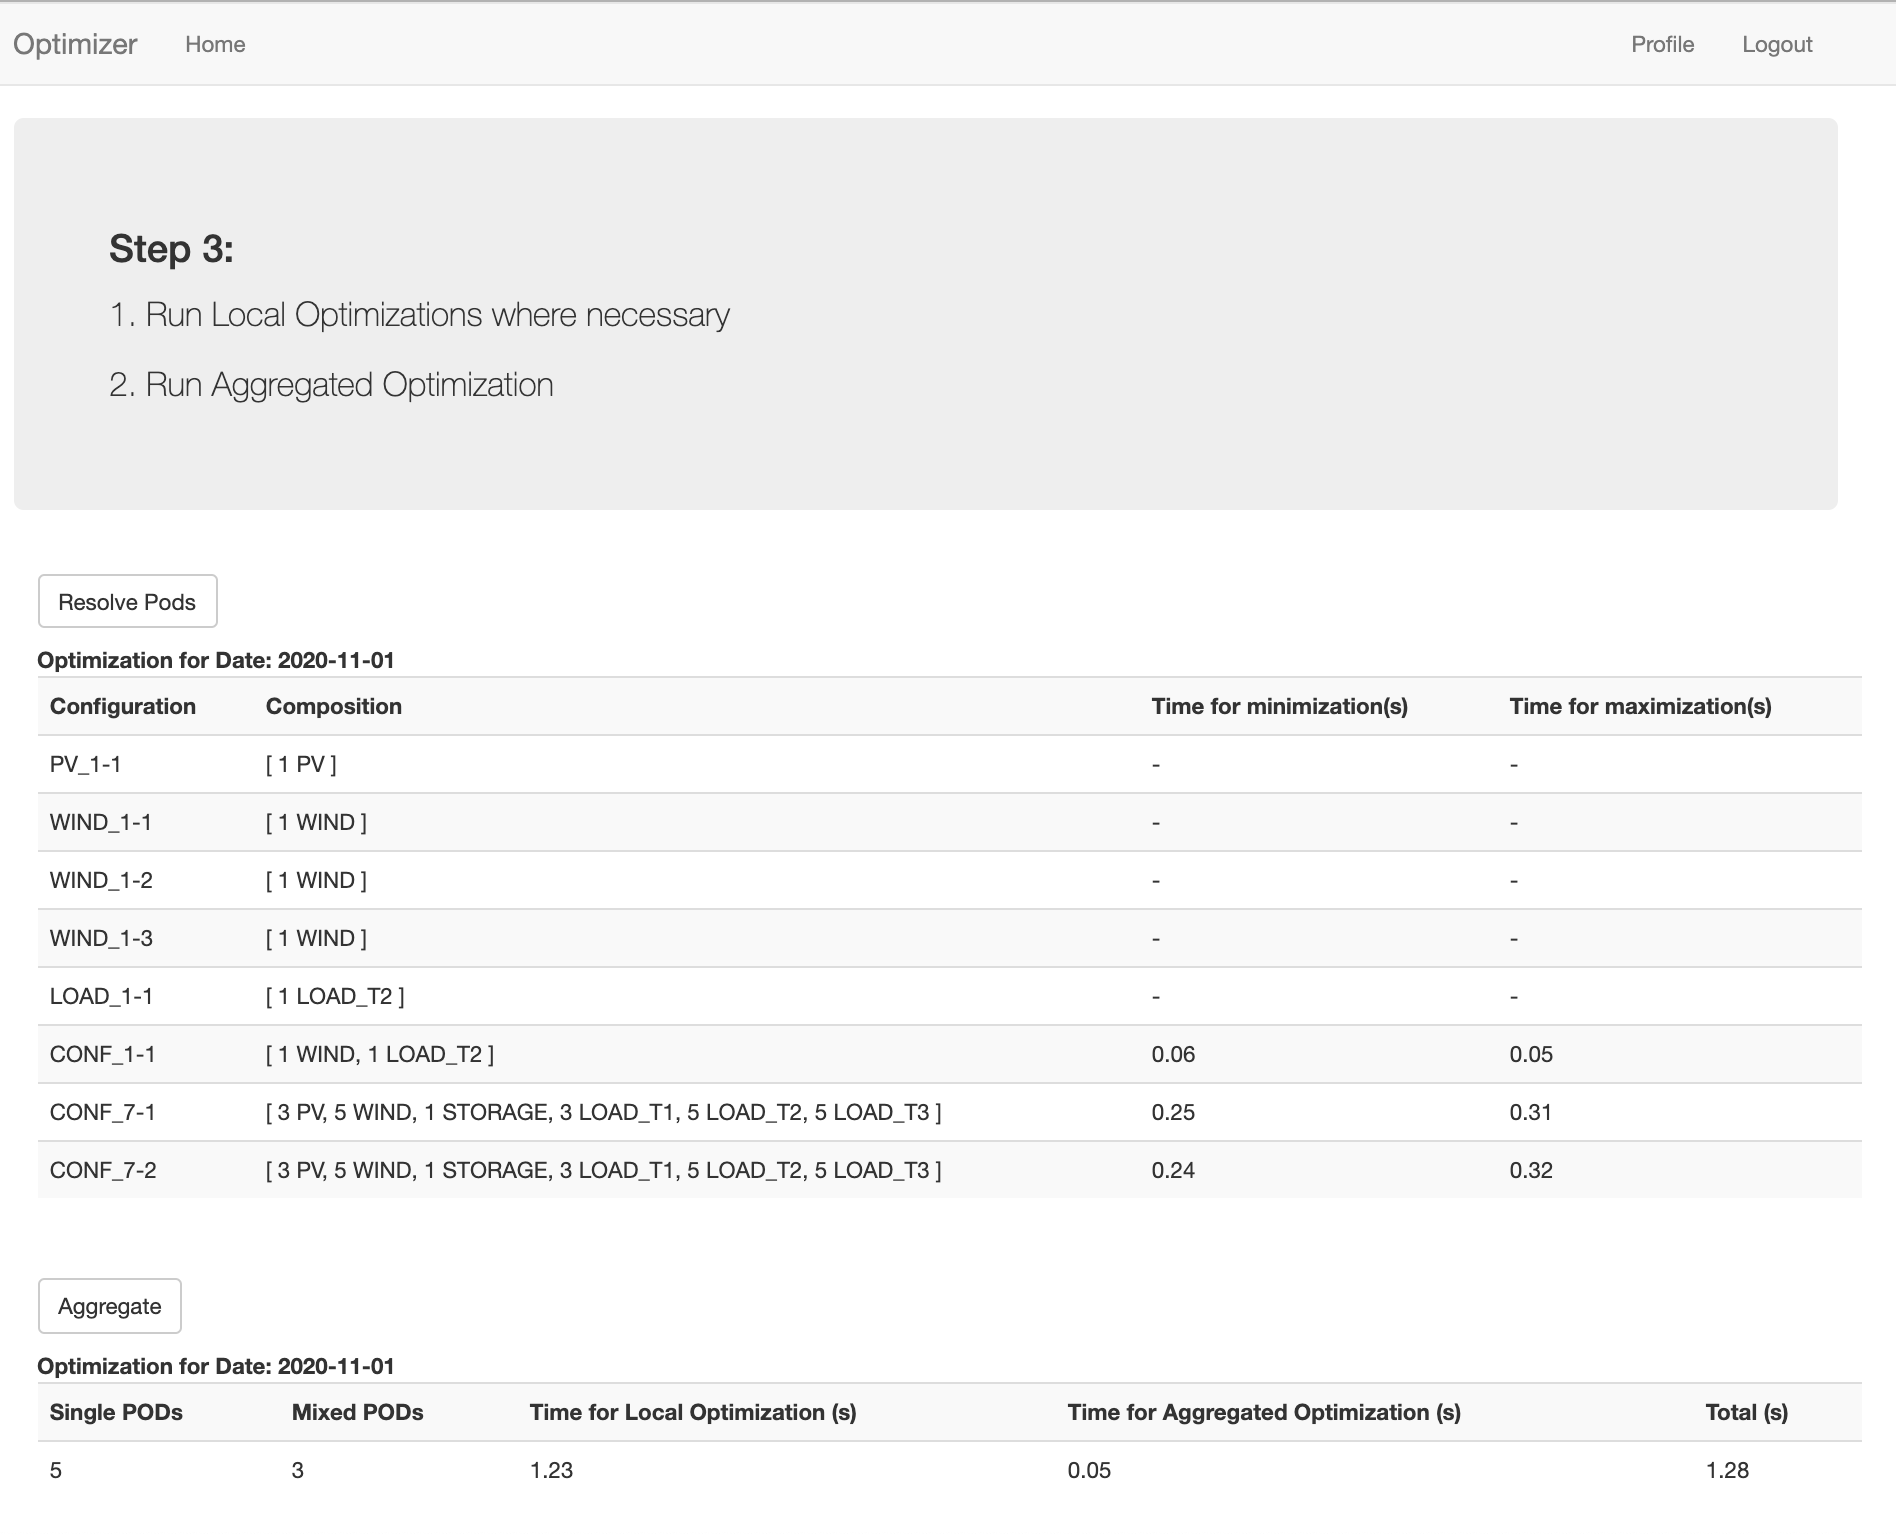 Optimizer Home Profile Logout
Step 3:
1. Run Local Optimizations where necessary
2. Run Aggregated Optimization
Resolve Pods
Optimization for Date: 2020-11-01
Configuration Composition Time for minimization(s) Time for maximization(s)
PV_1-1 [ 1 PV ] - -
WIND_1-1 [ 1 WIND ] - -
WIND_1-2 [ 1 WIND ] - -
WIND_1-3 [ 1 WIND ] - -
LOAD_1-1 [ 1 LOAD_T2 ] - -
CONF_1-1 [ 1 WIND, 1 LOAD_T2 ] 0.06 0.05
CONF_7-1 [ 3 PV, 5 WIND, 1 STORAGE, 3 LOAD_T1, 5 LOAD_T2, 5 LOAD_T3 ] 0.25 0.31
CONF_7-2 [ 3 PV, 5 WIND, 1 STORAGE, 3 LOAD_T1, 5 LOAD_T2, 5 LOAD_T3 ] 0.24 0.32
Aggregate
Optimization for Date: 2020-11-01
Single PODs Mixed PODs Time for Local Optimization (s) Time for Aggregated Optimization (s) Total (s)
5 3 1.23 0.05 1.28